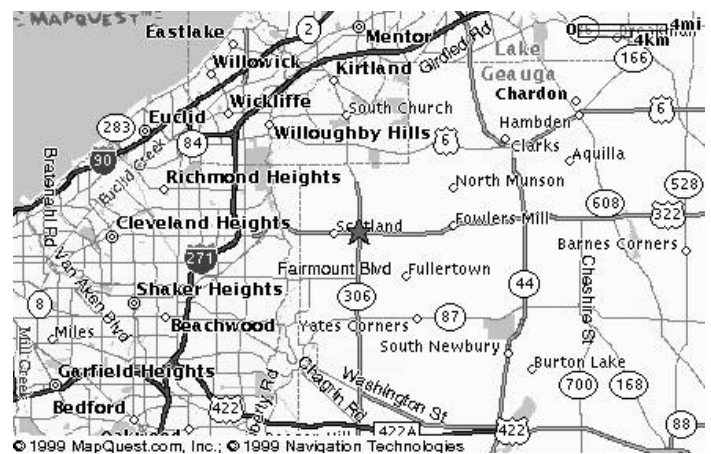 MAPQUEST
Eastlake
2
Mentor
Girdled Rd
0
4mi
4km
Lake
Geauga
166
Willowick
Kirtland
Chardon
6
Wickliffe
South Church
Hambden
283
Euclid
84
Willoughby Hills
6
Clarks
Aquilla
90
Euclid Creek
Bratenahl Rd
Richmond Heights
North Munson
528
608
322
Cleveland Heights
Scotland
Fowlers Mill
Barnes Corners
271
Fairmount Blvd
Fullertown
Van Aken Blvd
44
Cheshire St
8
Shaker Heights
306
Miles
Beachwood
Yates Corners
87
Mill Creek
South Newbury
Garfield Heights
Burton Lake
Chagrin Rd
Washington St
700
168
Bedford
422
422A
422
88
© 1999 MapQuest.com, Inc.; © 1999 Navigation Technologies